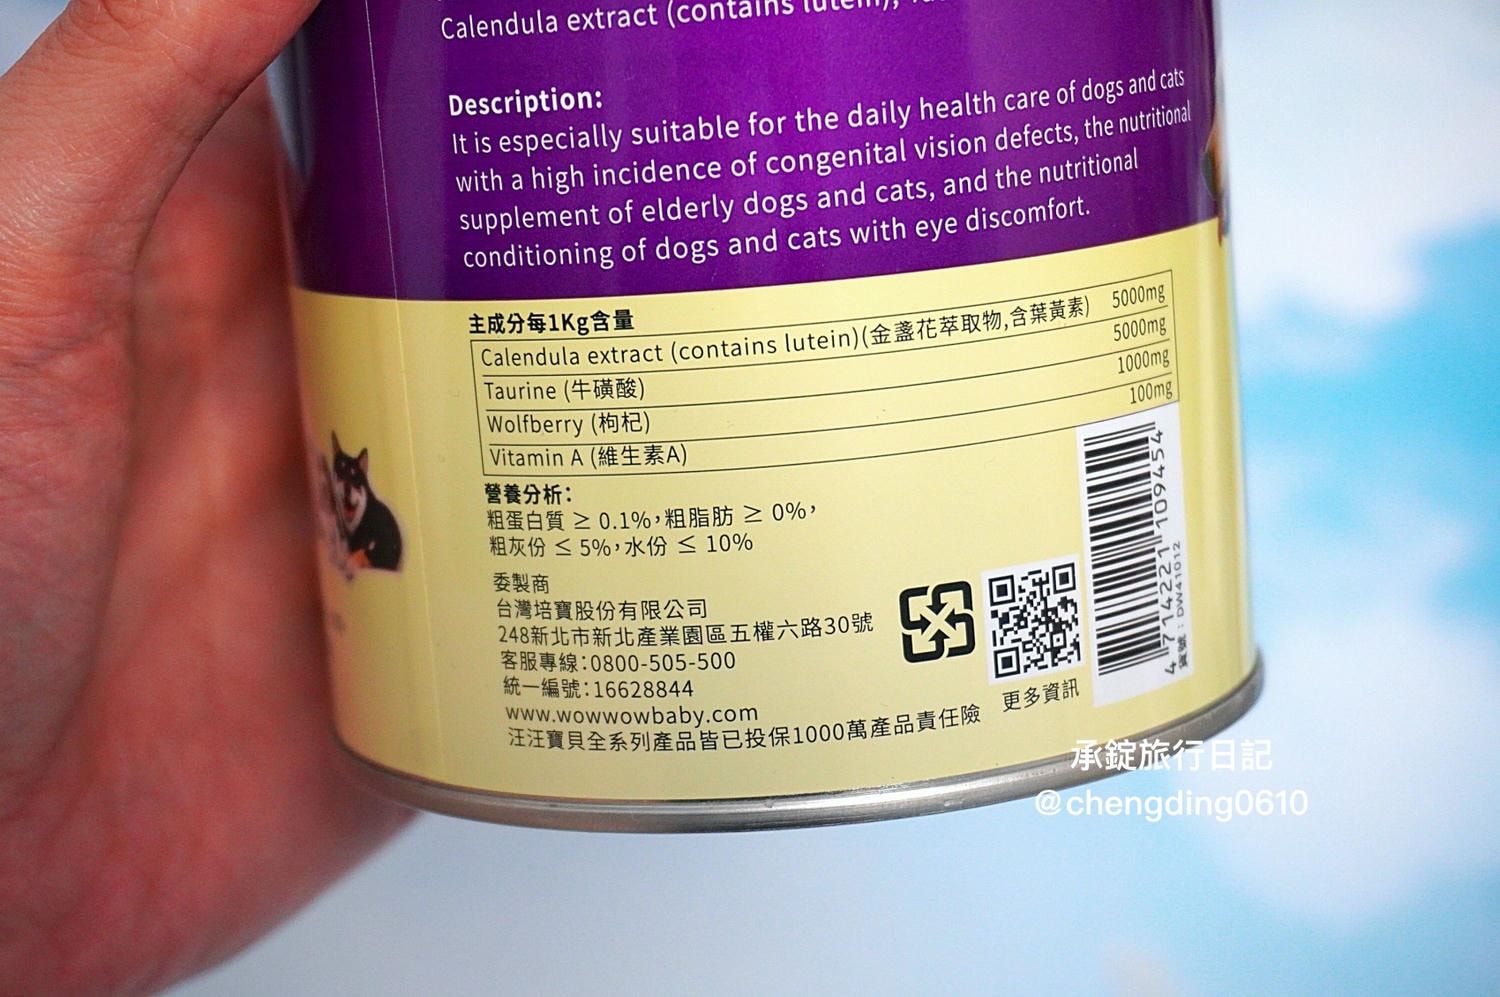 Calendula extract (contains lutein),
Description:
It is especially suitable for the daily health care of dogs and cats
with a high incidence of congenital vision defects, the nutritional
supplement of elderly dogs and cats, and the nutritional
conditioning of dogs and cats with eye discomfort.
主成分每1Kg含量
Calendula extract (contains lutein)(金盞花萃取物,含葉黃素) 5000mg
Taurine (牛磺酸) 5000mg
Wolfberry (枸杞) 1000mg
Vitamin A (維生素A) 100mg
營養分析：
粗蛋白質 ≥ 0.1%，粗脂肪 ≥ 0%，
粗灰份 ≤ 5%，水份 ≤ 10%
委製商
台灣培寶股份有限公司
248新北市新北產業園區五權六路30號
客服專線：0800-505-500
統一編號：16628844
www.wowwowbaby.com
汪汪寶貝全系列產品皆已投保1000萬產品責任險
更多資訊
4 714221 109454
貨號：DW41012
承錠旅行日記
@chengding0610